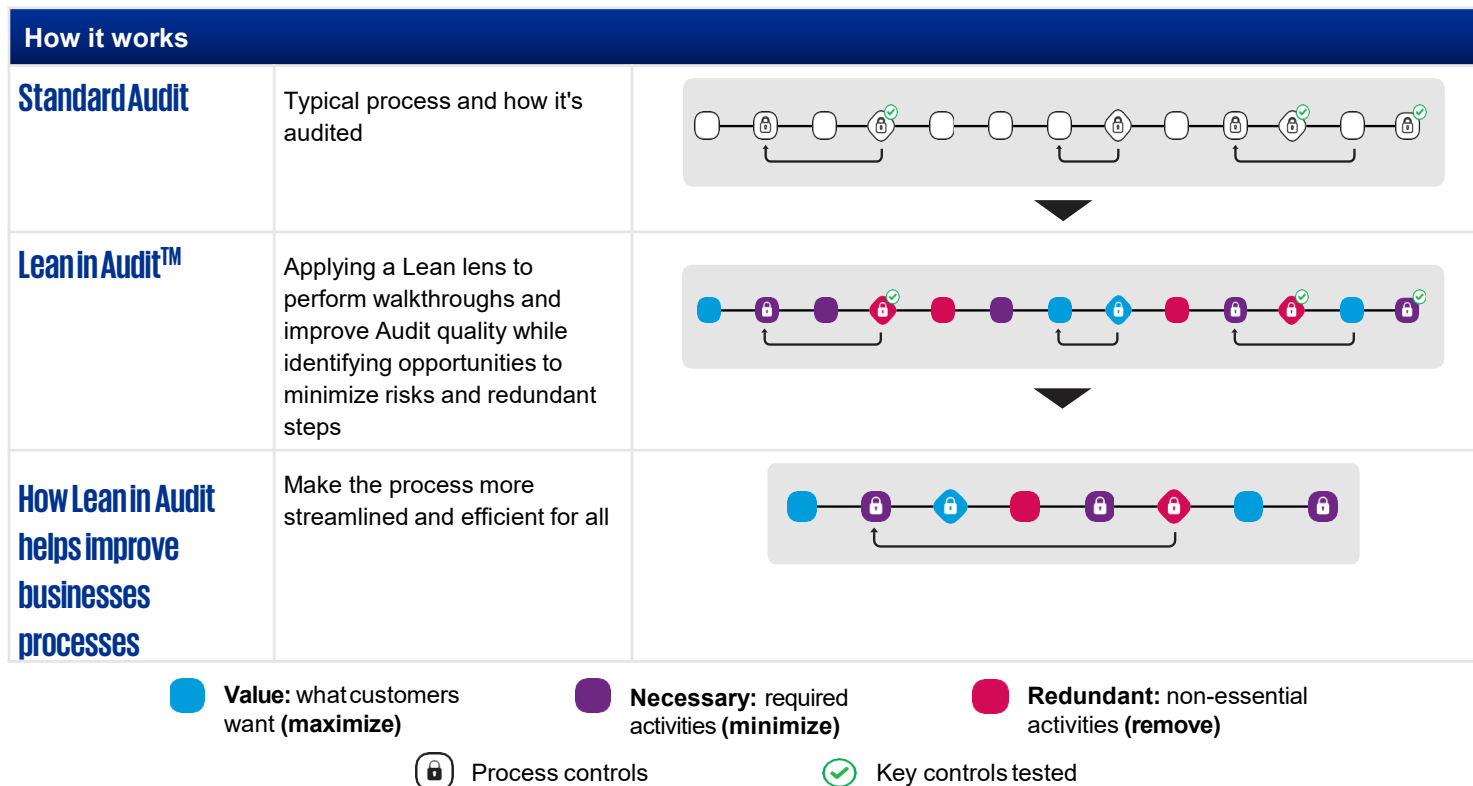 How it works
Standard Audit
Typical process and how it's
audited
Lean in Audit™
Applying a Lean lens to
perform walkthroughs and
improve Audit quality while
identifying opportunities to
minimize risks and redundant
steps
How Lean in Audit
helps improve
businesses
processes
Make the process more
streamlined and efficient for all
Value: what customers
want (maximize)
Necessary: required
activities (minimize)
Redundant: non-essential
activities (remove)
Process controls
Key controls tested